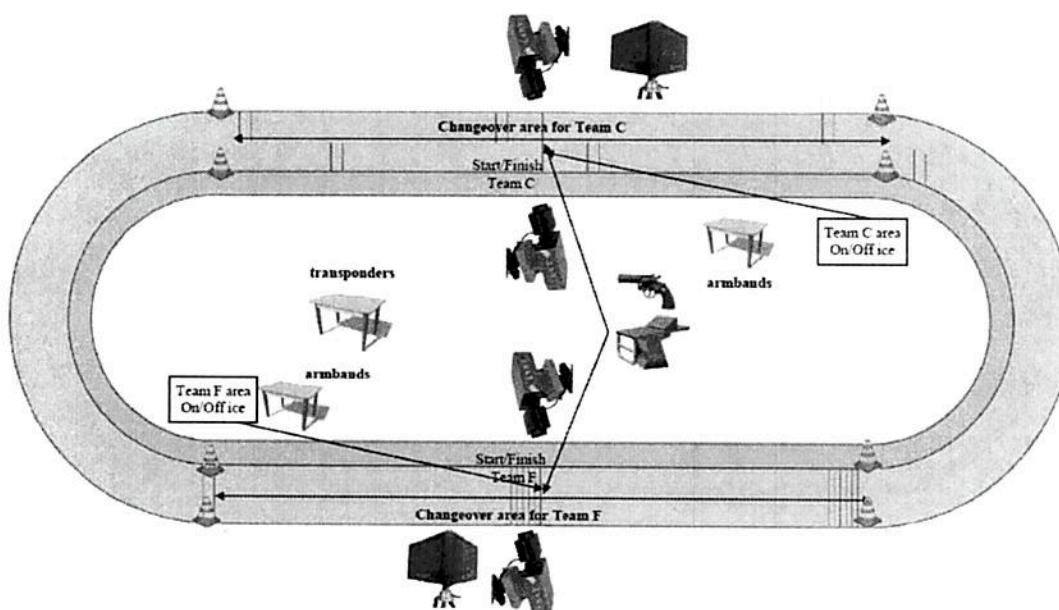 Changeover area for Team C
Start/Finish
Team C
Team C area
On/Off ice
transponders
armbands
armbands
Team F area
On/Off ice
Start/Finish
Team F
Changeover area for Team F